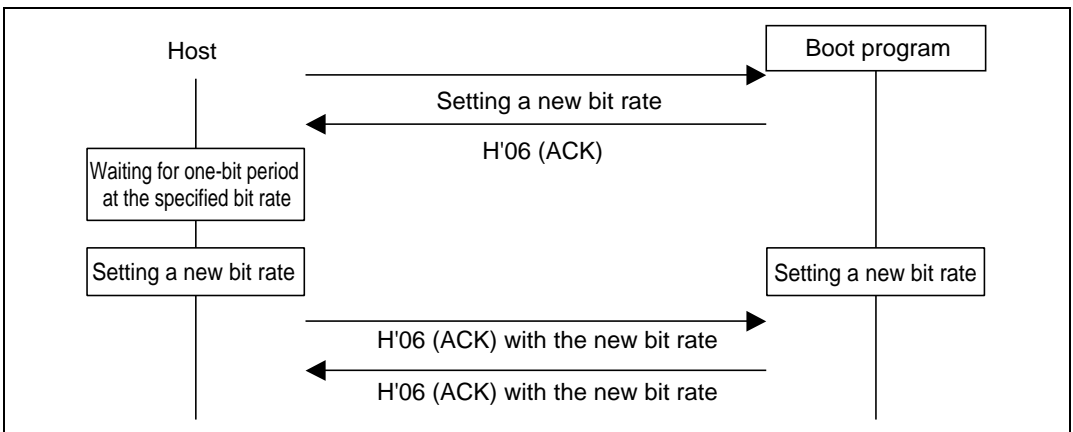 Host
Boot program
Setting a new bit rate
H'06 (ACK)
Waiting for one-bit period
at the specified bit rate
Setting a new bit rate
Setting a new bit rate
H'06 (ACK) with the new bit rate
H'06 (ACK) with the new bit rate